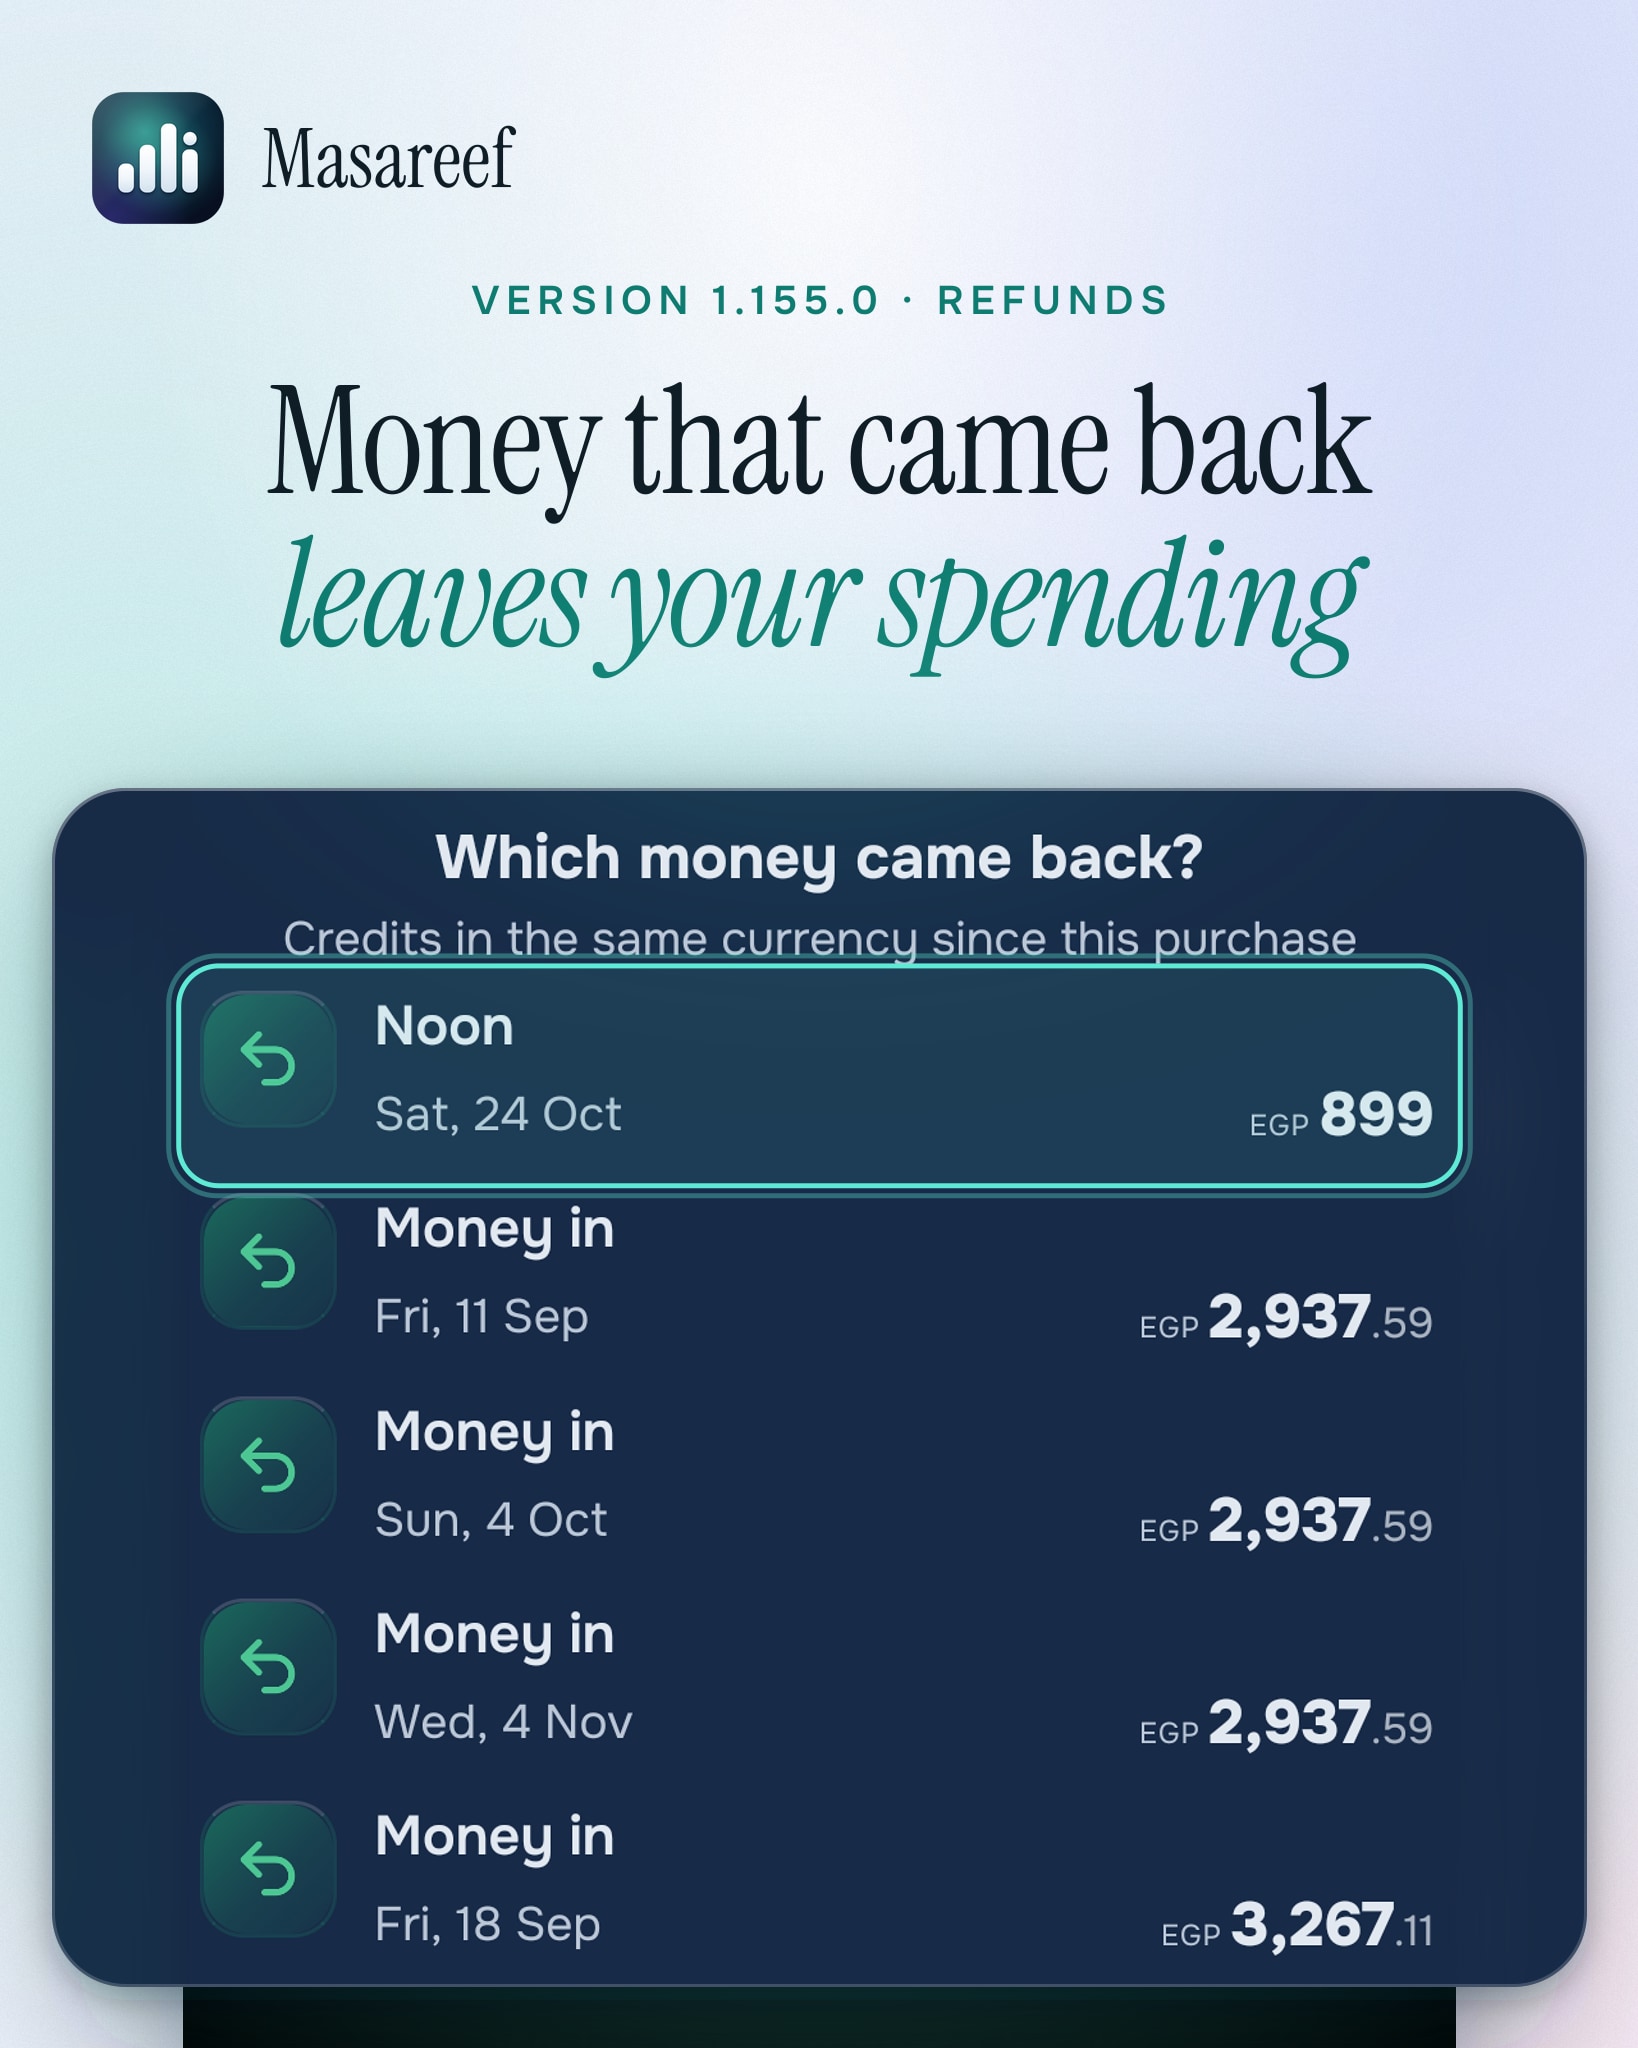 Masareef
VERSION 1.155.0 · REFUNDS
Money that came back
leaves your spending
Which money came back?
Credits in the same currency since this purchase
Noon
Sat, 24 Oct
EGP 899
Money in
Fri, 11 Sep
EGP 2,937.59
Money in
Sun, 4 Oct
EGP 2,937.59
Money in
Wed, 4 Nov
EGP 2,937.59
Money in
Fri, 18 Sep
EGP 3,267.11